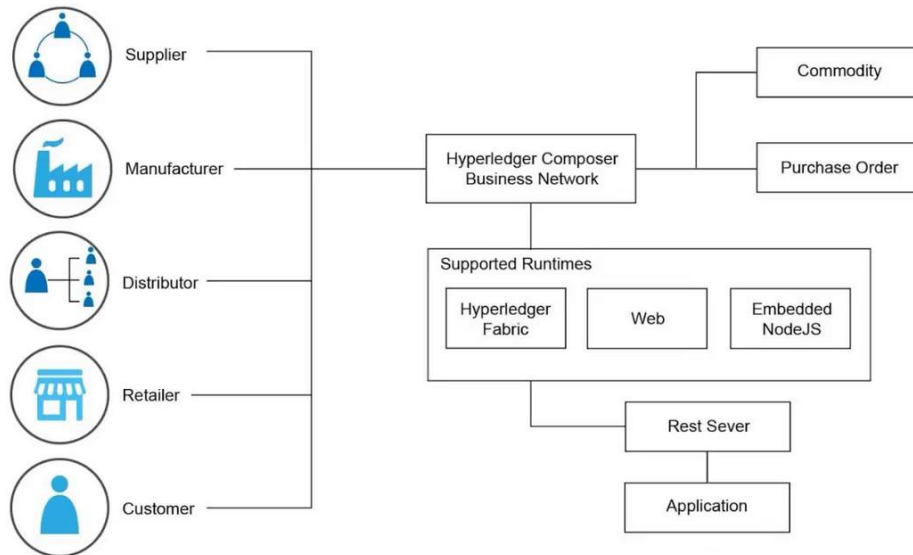 Supplier
Manufacturer
Distributor
Retailer
Customer
Hyperledger Composer
Business Network
Commodity
Purchase Order
Supported Runtimes
Hyperledger
Fabric
Web
Embedded
NodeJS
Rest Sever
Application